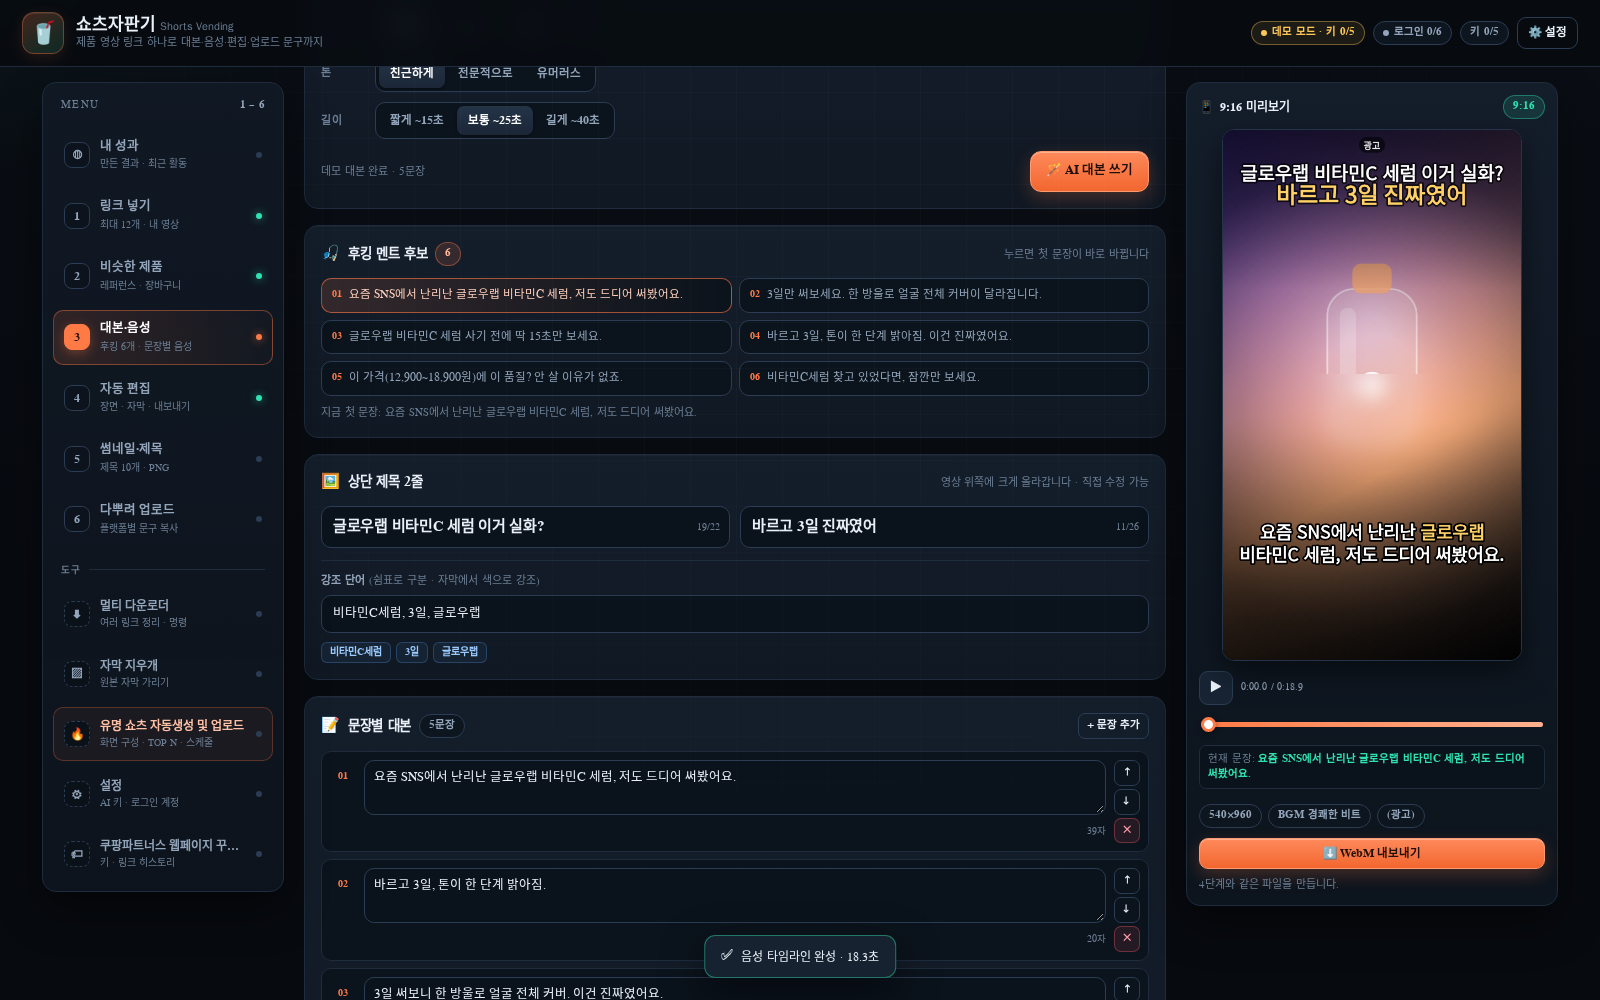 쇼츠자판기 Shorts Vending
제품 영상 링크 하나로 대본·음성·편집·업로드 문구까지
데모 모드 · 키 0/5
로그인 0/6
키 0/5
설정
MENU
1 – 6
내 성과
만든 결과 · 최근 활동
1
링크 넣기
최대 12개 · 내 영상
2
비슷한 제품
레퍼런스 · 장바구니
3
대본·음성
후킹 6개 · 문장별 음성
4
자동 편집
장면 · 자막 · 내보내기
5
썸네일·제목
제목 10개 · PNG
6
다뿌려 업로드
플랫폼별 문구 복사
도구
멀티 다운로더
여러 링크 정리 · 명령
자막 지우개
원본 자막 가리기
유명 쇼츠 자동생성 및 업로드
화면 구성 · TOP N · 스케줄
설정
AI 키 · 로그인 계정
쿠팡파트너스 웹페이지 꾸...
키 · 링크 히스토리
톤
친근하게
전문적으로
유머러스
길이
짧게 ~15초
보통 ~25초
길게 ~40초
데모 대본 완료 · 5문장
AI 대본 쓰기
후킹 멘트 후보
6
누르면 첫 문장이 바로 바뀝니다
01 요즘 SNS에서 난리난 글로우랩 비타민C 세럼, 저도 드디어 써봤어요.
02 3일만 써보세요. 한 방울로 얼굴 전체 커버이 달라집니다.
03 글로우랩 비타민C 세럼 사기 전에 딱 15초만 보세요.
04 바르고 3일, 톤이 한 단계 밝아짐. 이건 진짜였어요.
05 이 가격(12,900~18,900원)에 이 품질? 안 살 이유가 없죠.
06 비타민C세럼 찾고 있었다면, 잠깐만 보세요.
지금 첫 문장: 요즘 SNS에서 난리난 글로우랩 비타민C 세럼, 저도 드디어 써봤어요.
상단 제목 2줄
영상 위쪽에 크게 올라갑니다 · 직접 수정 가능
글로우랩 비타민C 세럼 이거 실화?
19/22
바르고 3일 진짜였어
11/26
강조 단어 (쉼표로 구분 · 자막에서 색으로 강조)
비타민C세럼, 3일, 글로우랩
비타민C세럼
3일
글로우랩
문장별 대본
5문장
+ 문장 추가
01
요즘 SNS에서 난리난 글로우랩 비타민C 세럼, 저도 드디어 써봤어요.
39자
02
바르고 3일, 톤이 한 단계 밝아짐.
20자
03
3일 써보니 한 방울로 얼굴 전체 커버. 이건 진짜였어요.
음성 타임라인 완성 · 18.3초
9:16 미리보기
9:16
광고
글로우랩 비타민C 세럼 이거 실화?
바르고 3일 진짜였어
요즘 SNS에서 난리난 글로우랩
비타민C 세럼, 저도 드디어 써봤어요.
0:00.0 / 0:18.9
현재 문장: 요즘 SNS에서 난리난 글로우랩 비타민C 세럼, 저도 드디어
써봤어요.
540×960
BGM 경쾌한 비트
(광고)
WebM 내보내기
4단계와 같은 파일을 만듭니다.